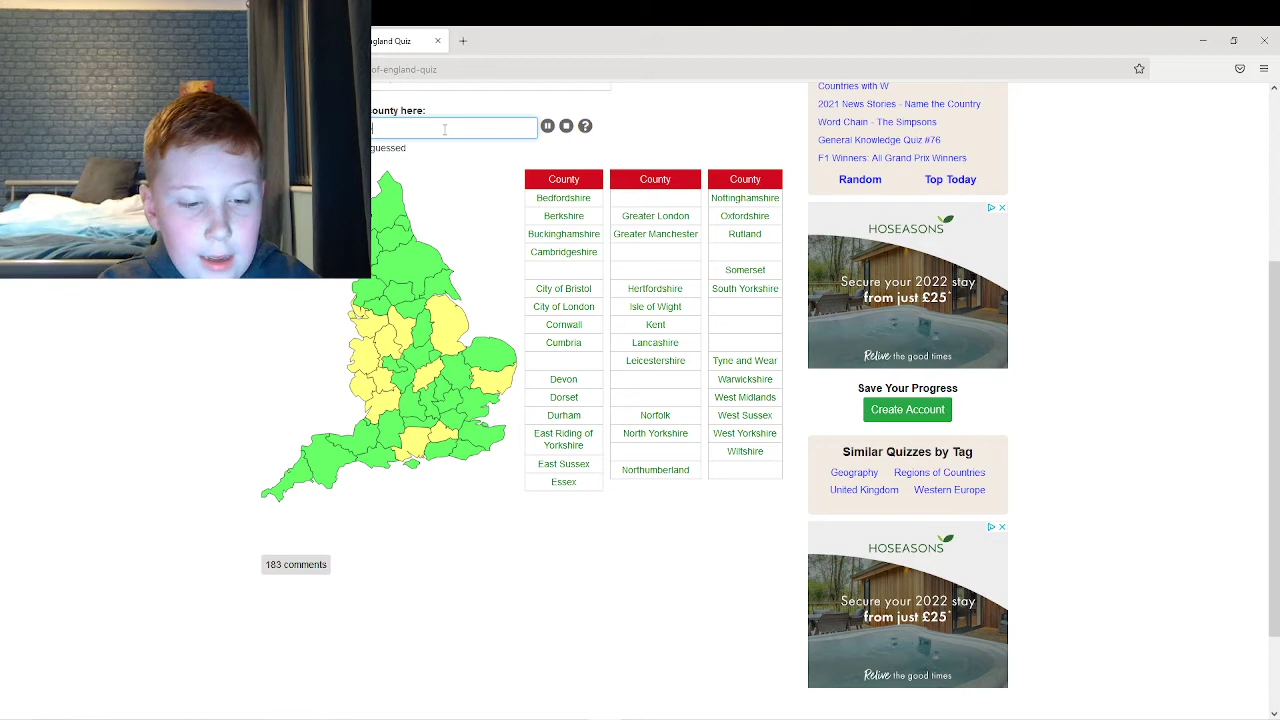 ngland Quiz
of-england-quiz
ount here:
guessed
County
Bedfordshire
Berkshire
Buckinghamshire
Cambridgeshire
City of Bristol
City of London
Cornwall
Cumbria
Devon
Dorset
Durham
East Riding of
Yorkshire
East Sussex
Essex
County
Greater London
Greater Manchester
Hertfordshire
Isle of Wight
Kent
Lancashire
Leicestershire
Norfolk
North Yorkshire
Northumberland
County
Nottinghamshire
Oxfordshire
Rutland
Somerset
South Yorkshire
Tyne and Wear
Warwickshire
West Midlands
West Sussex
West Yorkshire
Wiltshire
183 comments
Countries with W
2021 News Stories - Name the Country
Word Chain - The Simpsons
General Knowledge Quiz #76
F1 Winners: All Grand Prix Winners
Random Top Today
HOSEASONS
Secure your 2022 stay
from just £25*
Relive the good times
Save Your Progress
Create Account
Similar Quizzes by Tag
Geography Regions of Countries
United Kingdom Western Europe
HOSEASONS
Secure your 2022 stay
from just £25*
Relive the good times